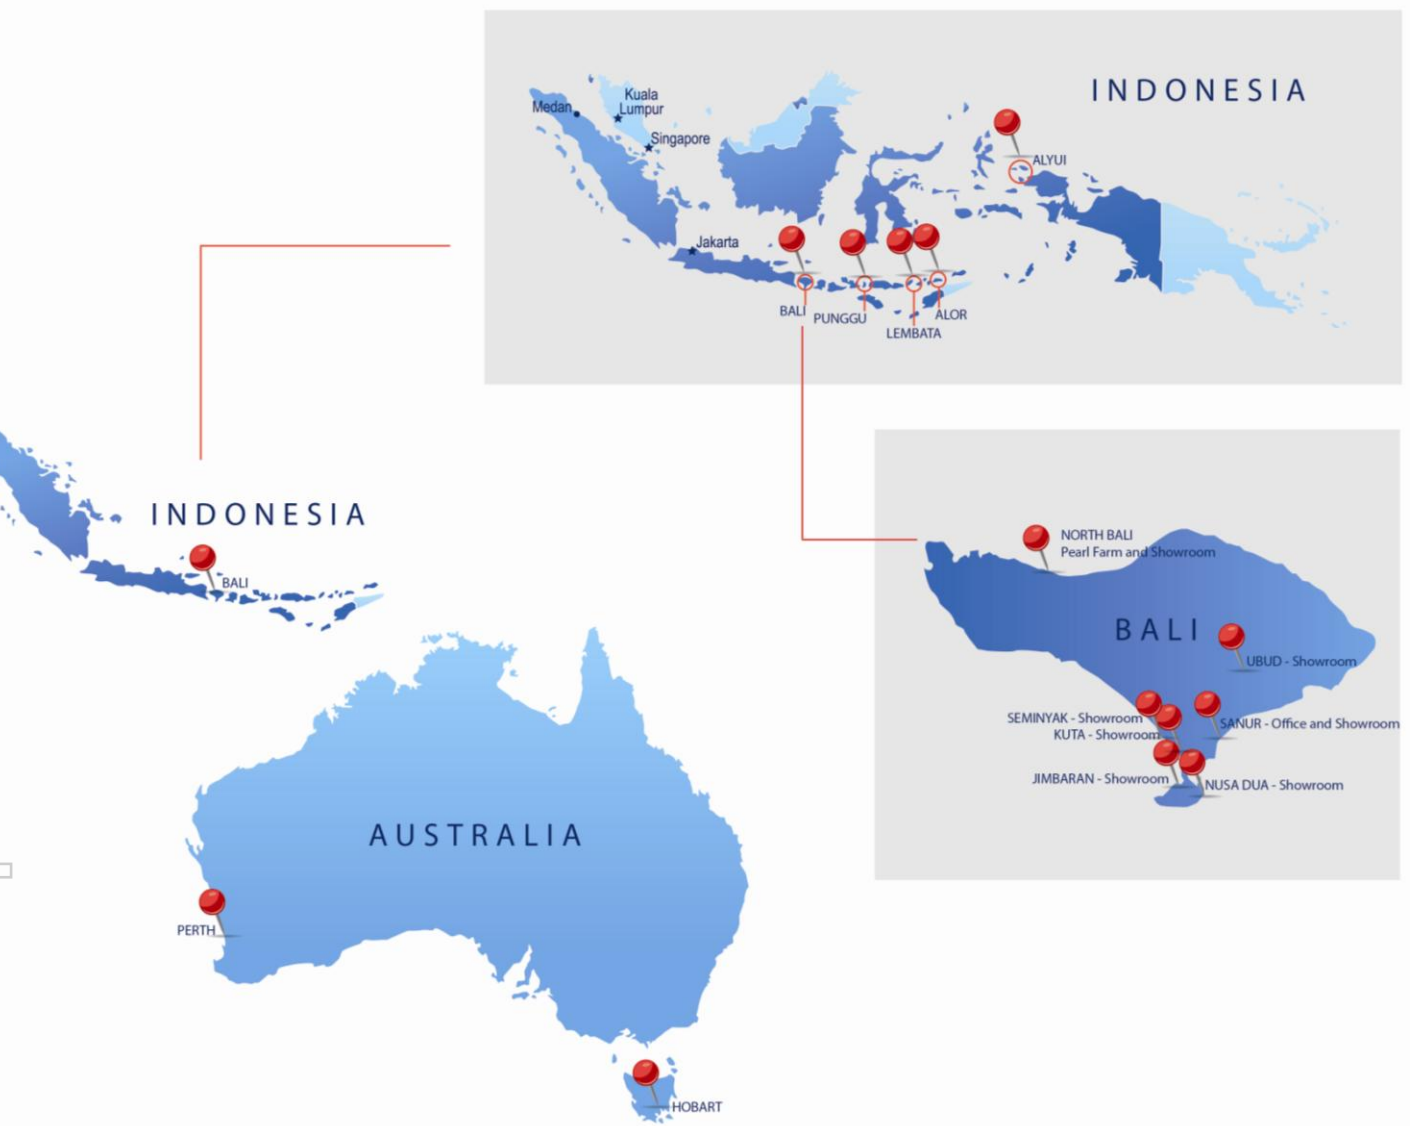 INDONESIA
Kuala
Lumpur
Medan
Singapore
ALYUI
Jakarta
BALI
PUNGGU
ALOR
LEMBATA
INDONESIA
BALI
NORTH BALI
Pearl Farm and Showroom
BALI
UBUD - Showroom
SEMINYAK - Showroom
SANUR - Office and Showroom
KUTA - Showroom
JIMBARAN - Showroom
NUSA DUA - Showroom
AUSTRALIA
PERTH
HOBART